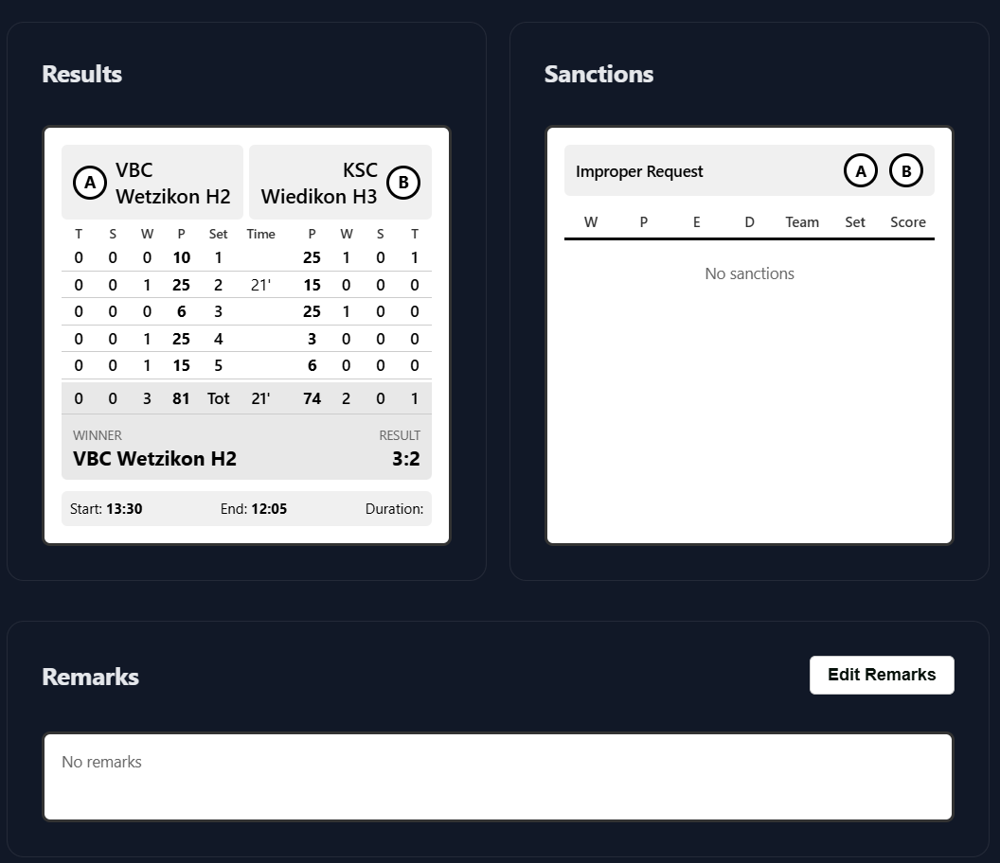 Results
A VBC Wetzikon H2
KSC Wiedikon H3 B
T S W P Set Time P W S T
0 0 0 10 1 25 1 0 1
0 0 1 25 2 21' 15 0 0 0
0 0 0 6 3 25 1 0 0
0 0 1 25 4 3 0 0 0
0 0 1 15 5 6 0 0 0
0 0 3 81 Tot 21' 74 2 0 1
WINNER RESULT
VBC Wetzikon H2 3:2
Start: 13:30 End: 12:05 Duration:
Sanctions
Improper Request A B
W P E D Team Set Score
No sanctions
Remarks
Edit Remarks
No remarks